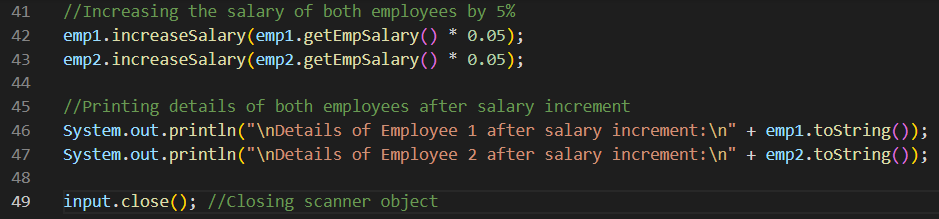 41 //Increasing the salary of both employees by 5%
42 emp1.increaseSalary(emp1.getEmpSalary() * 0.05);
43 emp2.increaseSalary(emp2.getEmpSalary() * 0.05);
44
45 //Printing details of both employees after salary increment
46 System.out.println("\nDetails of Employee 1 after salary increment:\n" + emp1.toString());
47 System.out.println("\nDetails of Employee 2 after salary increment:\n" + emp2.toString());
48
49 input.close(); //Closing scanner object